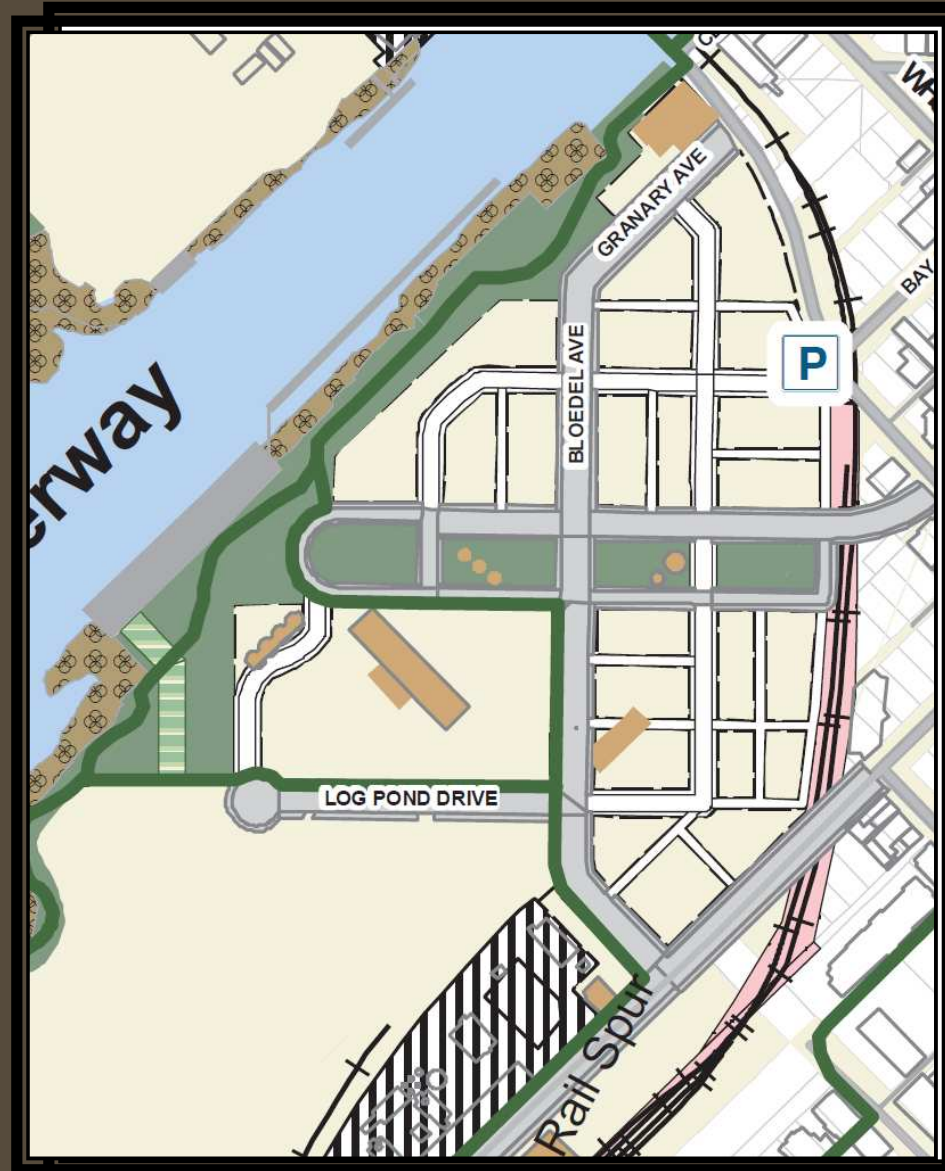 GRANARY AVE
BAY
P
BLOEDEL AVE
erway
LOG POND DRIVE
Rail Spur